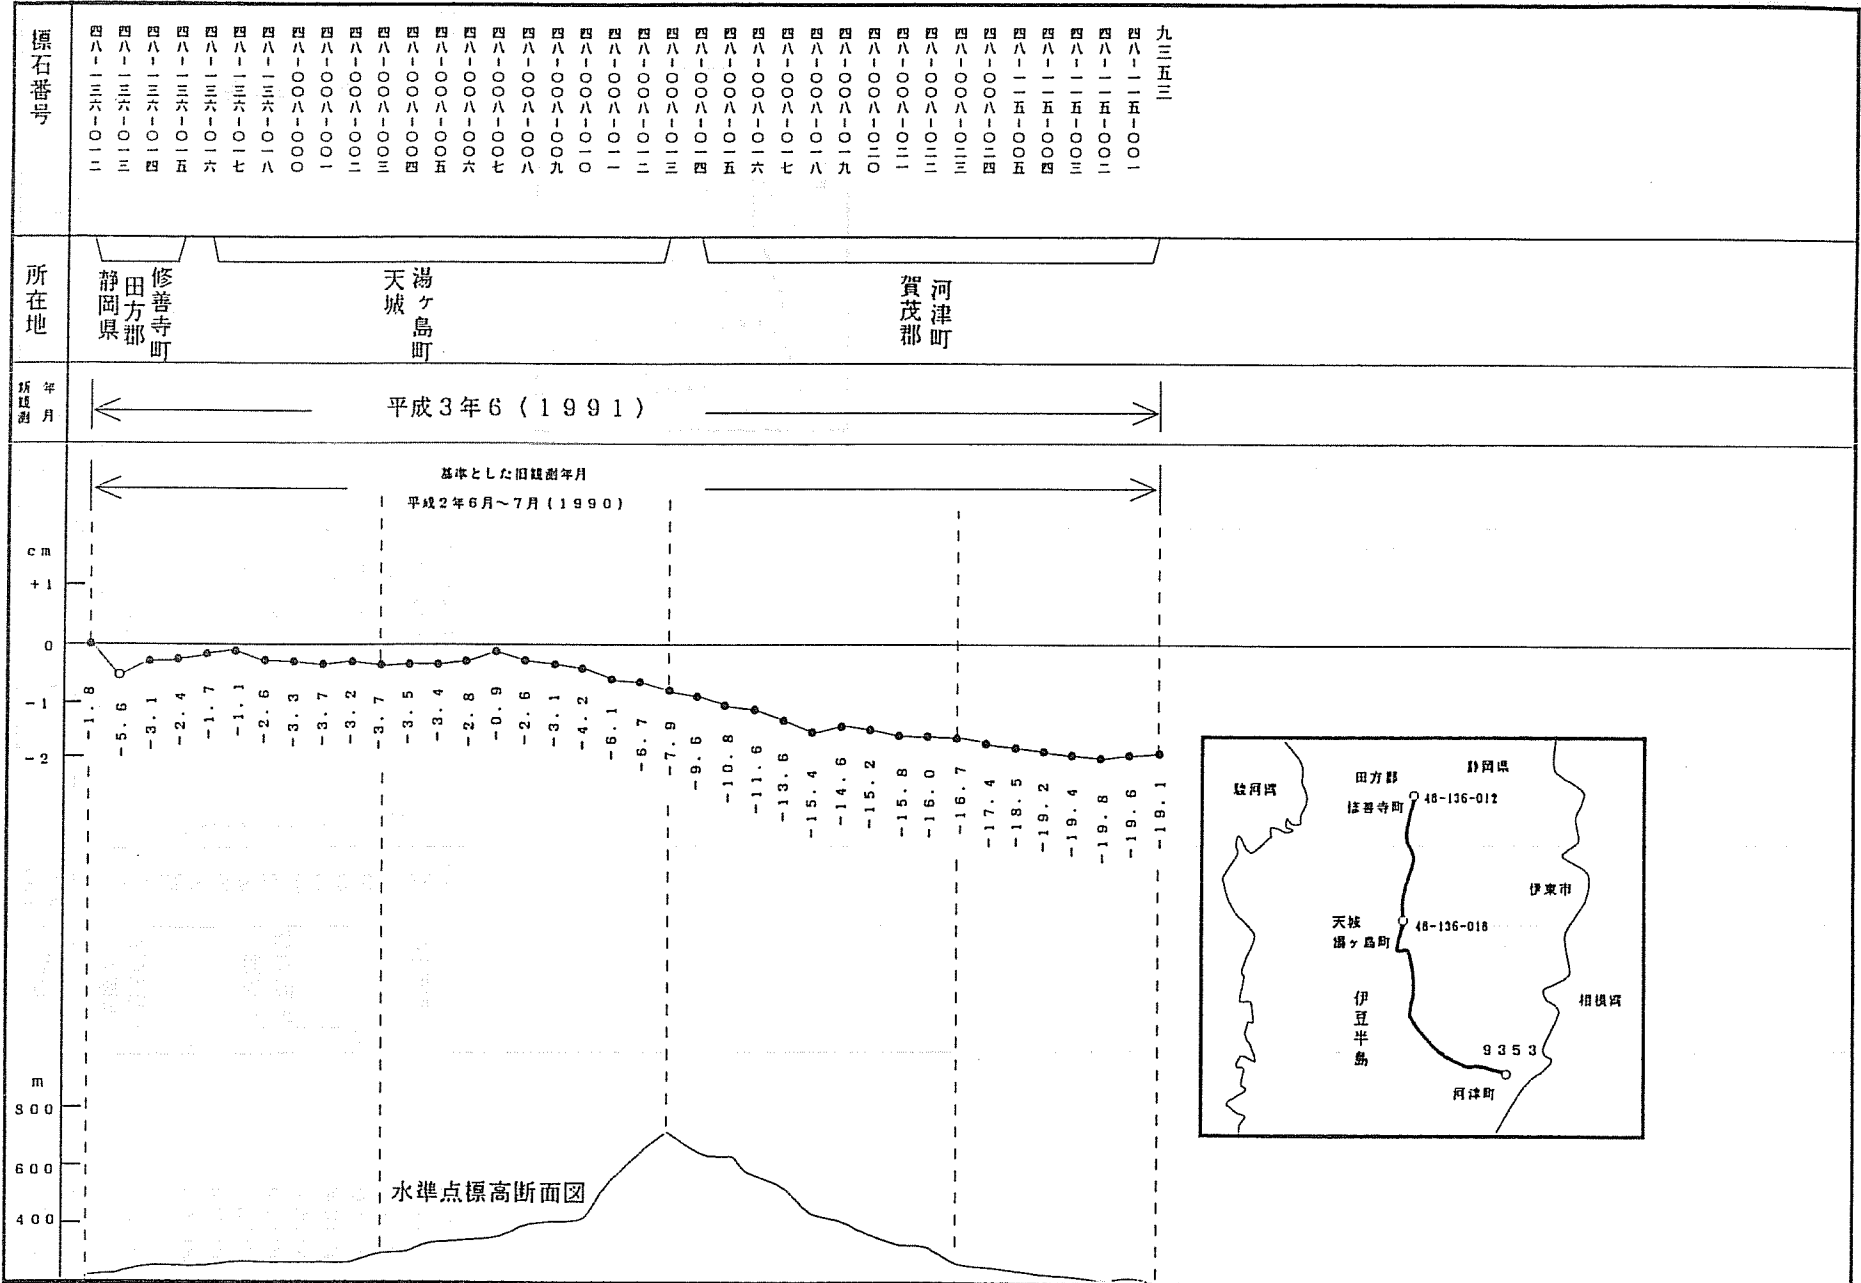 標石番号
四八-一三六-〇一二
四八-一三六-〇一三
四八-一三六-〇一四
四八-一三六-〇一五
四八-一三六-〇一六
四八-一三六-〇一七
四八-一三六-〇一八
四八-〇〇八-〇〇〇
四八-〇〇八-〇〇一
四八-〇〇八-〇〇二
四八-〇〇八-〇〇三
四八-〇〇八-〇〇四
四八-〇〇八-〇〇五
四八-〇〇八-〇〇六
四八-〇〇八-〇〇七
四八-〇〇八-〇〇八
四八-〇〇八-〇〇九
四八-〇〇八-〇一〇
四八-〇〇八-〇一一
四八-〇〇八-〇一二
四八-〇〇八-〇一三
四八-〇〇八-〇一四
四八-〇〇八-〇一五
四八-〇〇八-〇一六
四八-〇〇八-〇一七
四八-〇〇八-〇一八
四八-〇〇八-〇一九
四八-〇〇八-〇二〇
四八-〇〇八-〇二一
四八-〇〇八-〇二二
四八-〇〇八-〇二三
四八-〇〇八-〇二四
四八-一一五-〇〇五
四八-一一五-〇〇四
四八-一一五-〇〇三
四八-一一五-〇〇二
四八-一一五-〇〇一
九三五三
所在地
静岡県
田方郡
修善寺町
天城
湯ヶ島町
賀茂郡
河津町
新観測
年月
平成3年6(1991)
基準とした旧観測年月
平成2年6月～7月(1990)
cm
+1
0
-1
-2
-1.8
-5.6
-3.1
-2.4
-1.7
-1.1
-2.6
-3.3
-3.7
-3.2
-3.7
-3.5
-3.4
-2.8
-0.9
-2.6
-3.1
-4.2
-6.1
-6.7
-7.9
-9.6
-10.8
-11.6
-13.6
-15.4
-14.6
-15.2
-15.8
-16.0
-16.7
-17.4
-18.5
-19.2
-19.4
-19.8
-19.6
-19.1
m
800
600
400
水準点標高断面図
駿河湾
田方郡
静岡県
修善寺町
48-136-012
伊東市
天城
湯ヶ島町
48-136-018
伊豆半島
相模湾
9353
河津町